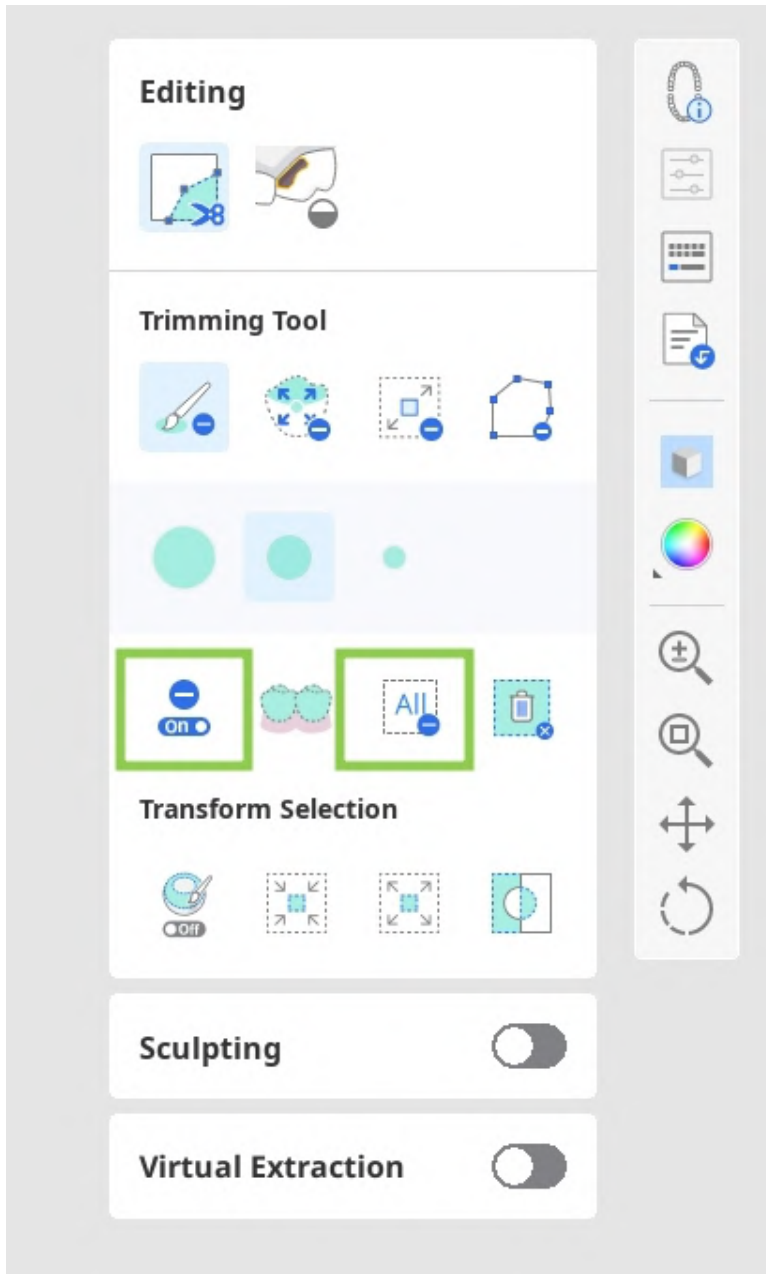 Editing
Trimming Tool
On
All
Transform Selection
Off
Sculpting
Virtual Extraction